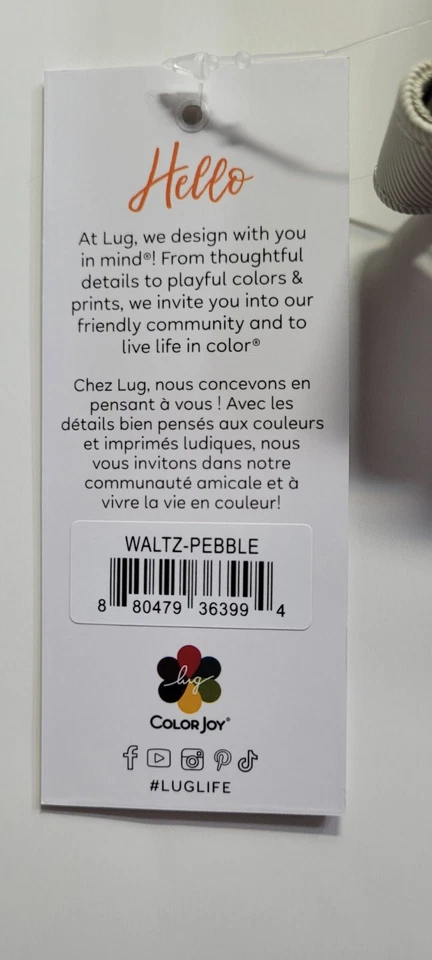 Hello
At Lug, we design with you
in mind®! From thoughtful
details to playful colors &
prints, we invite you into our
friendly community and to
live life in color®
Chez Lug, nous concevons en
pensant à vous ! Avec les
détails bien pensés aux couleurs
et imprimés ludiques, nous
vous invitons dans notre
communauté amicale et à
vivre la vie en couleur!
WALTZ-PEBBLE
8 80479 36399 4
lug
COLORJOY®
#LUGLIFE